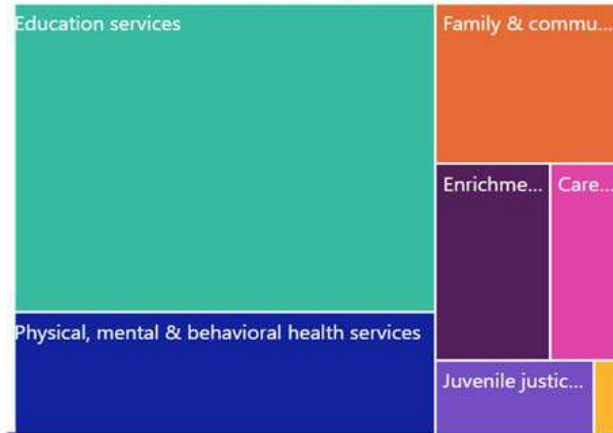 Education services
Family & commu...
Enrichme...
Care...
Physical, mental & behavioral health services
Juvenile justic...